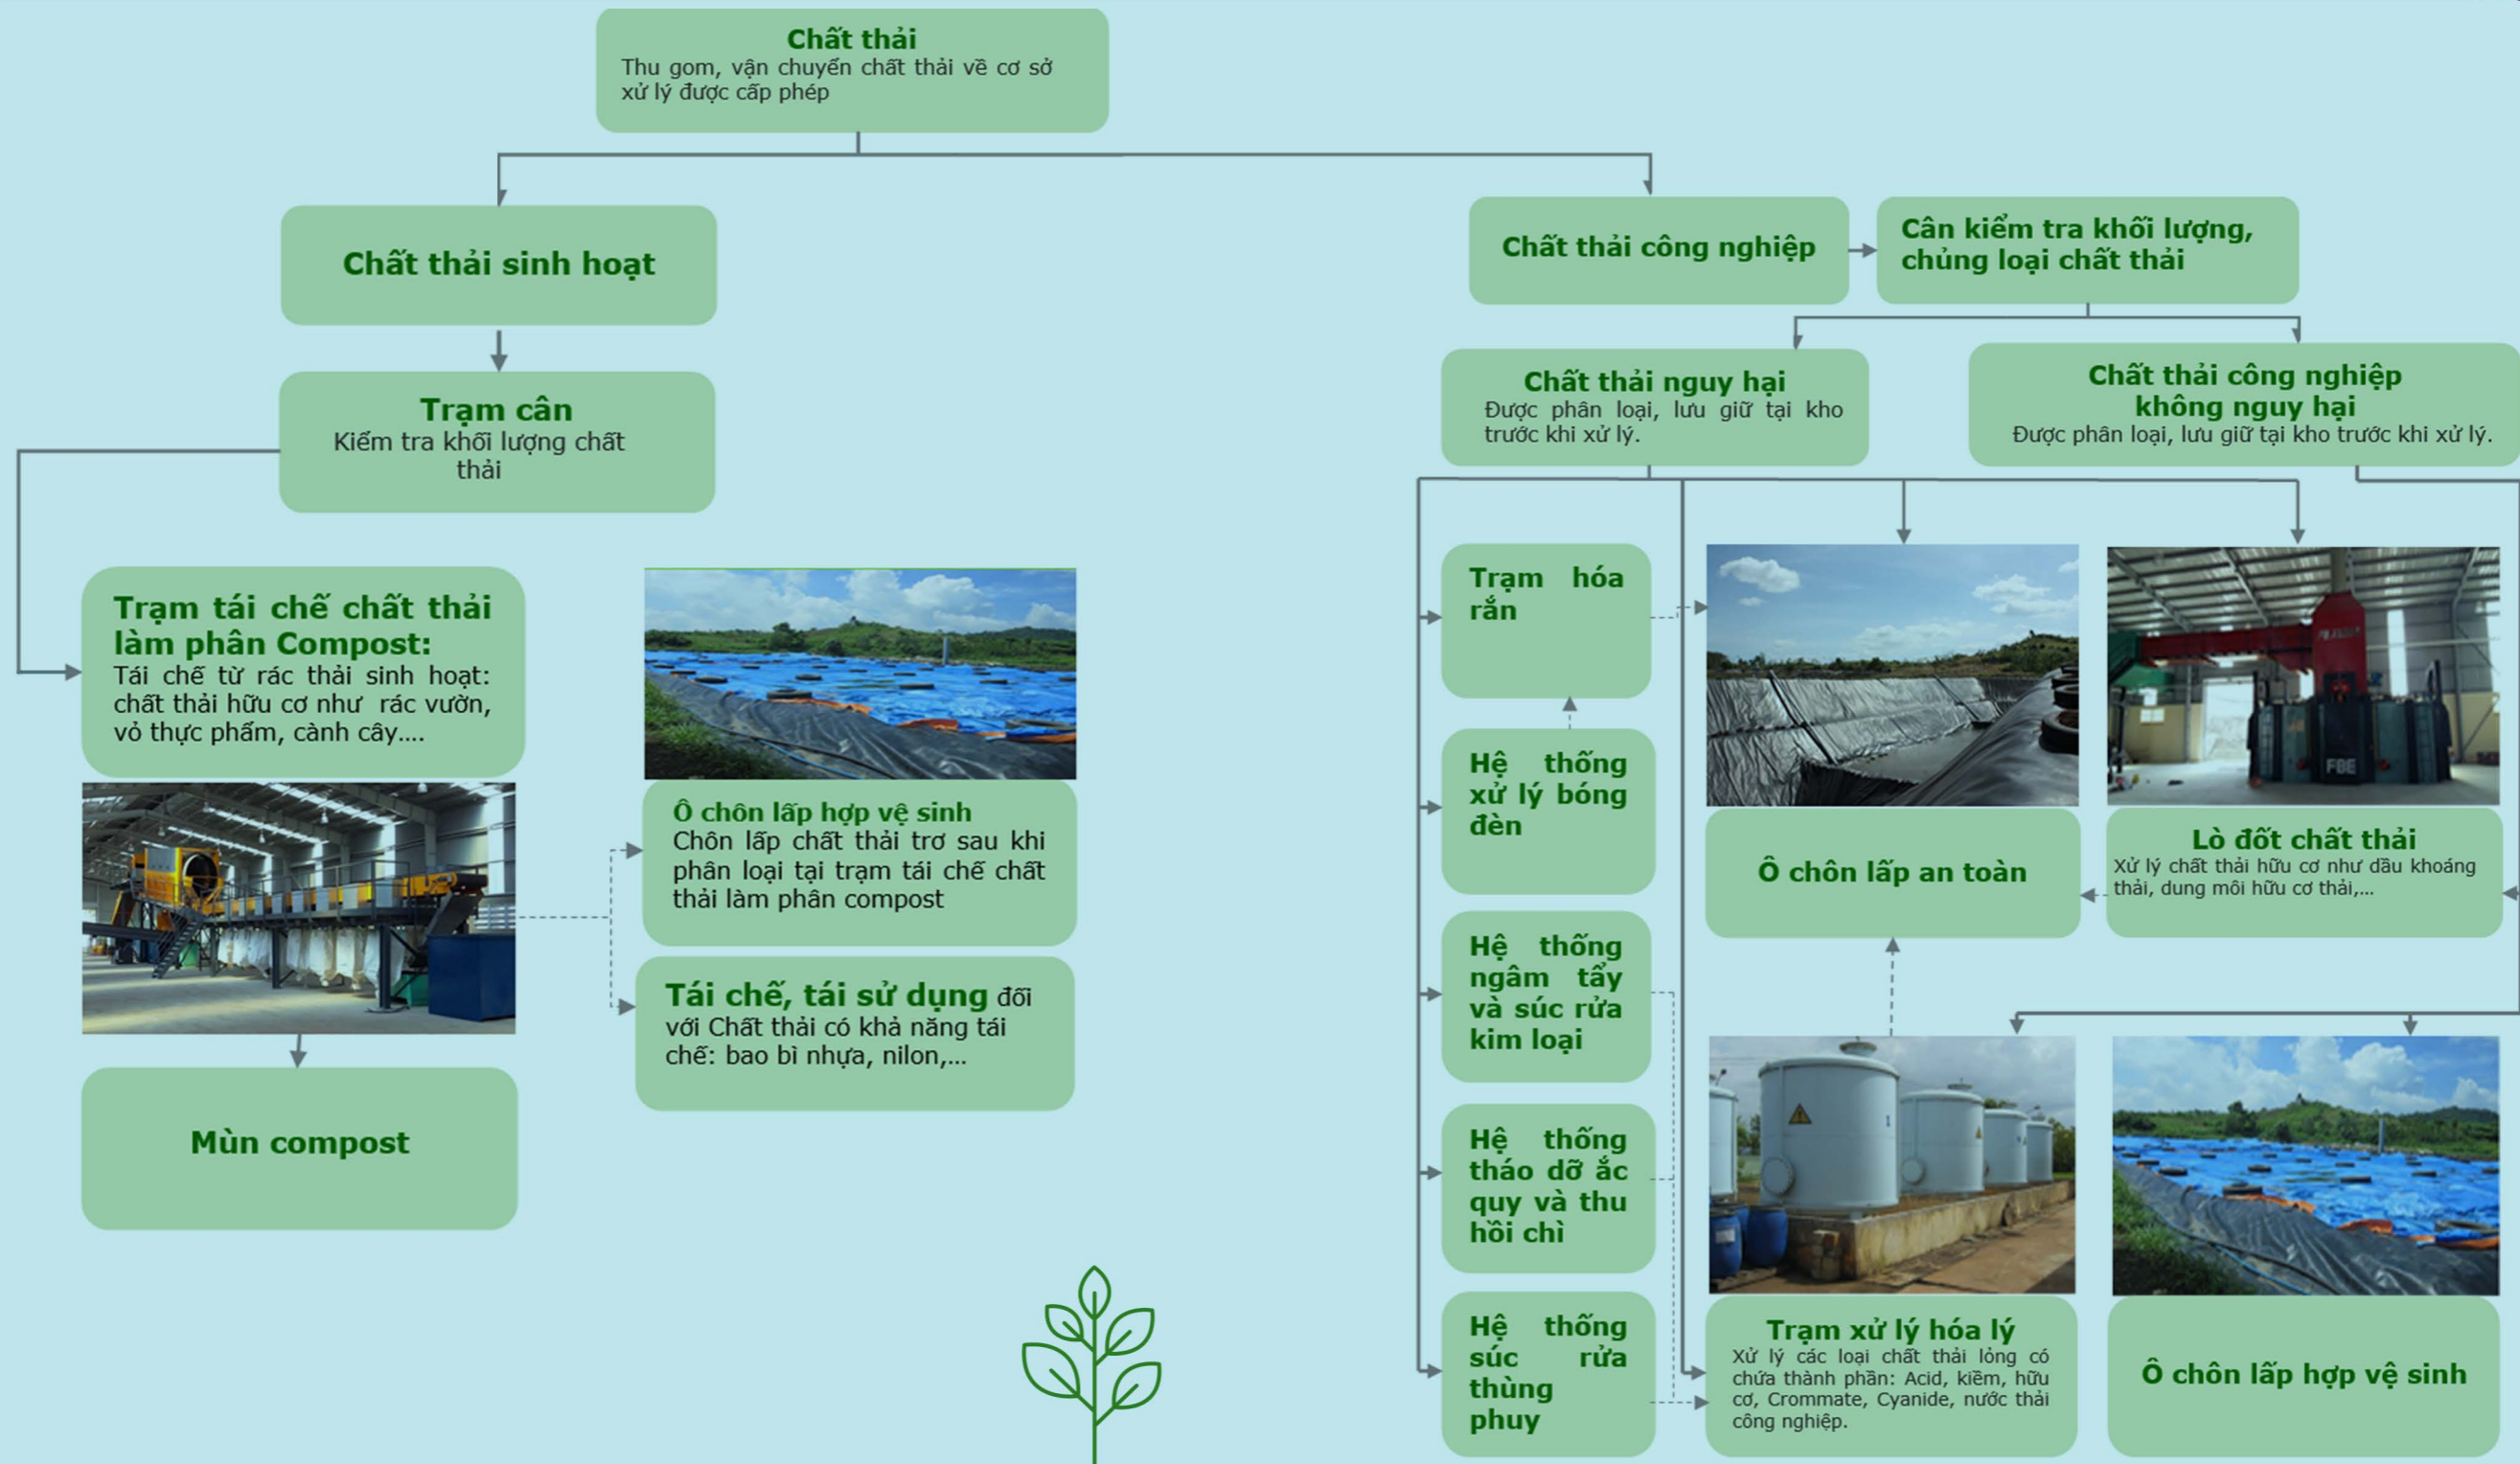 Chất thải
Thu gom, vận chuyển chất thải về cơ sở
xử lý được cấp phép
Chất thải sinh hoạt
Trạm cân
Kiểm tra khối lượng chất
thải
Trạm tái chế chất thải
làm phân Compost:
Tái chế từ rác thải sinh hoạt:
chất thải hữu cơ như rác vườn,
vỏ thực phẩm, cành cây....
Ô chôn lấp hợp vệ sinh
Chôn lấp chất thải trơ sau khi
phân loại tại trạm tái chế chất
thải làm phân compost
Tái chế, tái sử dụng đối
với Chất thải có khả năng tái
chế: bao bì nhựa, nilon,...
Mùn compost
Chất thải công nghiệp
Cân kiểm tra khối lượng,
chủng loại chất thải
Chất thải nguy hại
Được phân loại, lưu giữ tại kho
trước khi xử lý.
Chất thải công nghiệp
không nguy hại
Được phân loại, lưu giữ tại kho trước khi xử lý.
Trạm hóa
rắn
Hệ thống
xử lý bóng
đèn
Hệ thống
ngâm tẩy
và súc rửa
kim loại
Hệ thống
tháo dỡ ắc
quy và thu
hồi chì
Hệ thống
súc rửa
thùng
phuy
Ô chôn lấp an toàn
FBE
Lò đốt chất thải
Xử lý chất thải hữu cơ như dầu khoáng
thải, dung môi hữu cơ thải,...
Trạm xử lý hóa lý
Xử lý các loại chất thải lỏng có
chứa thành phần: Acid, kiềm, hữu
cơ, Crommate, Cyanide, nước thải
công nghiệp.
Ô chôn lấp hợp vệ sinh